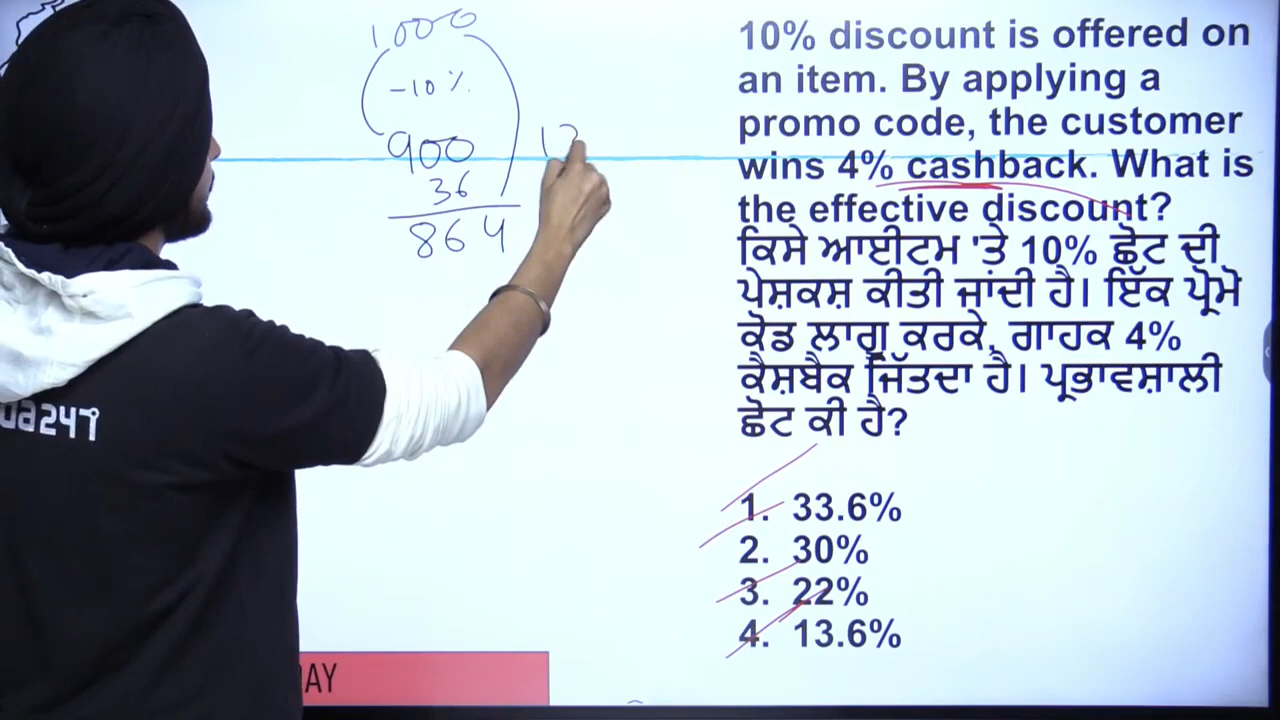 1000
-10%
900
36
864
10% discount is offered on
an item. By applying a
promo code, the customer
wins 4% cashback. What is
the effective discount?
ਕਿਸੇ ਆਈਟਮ 'ਤੇ 10% ਛੋਟ ਦੀ
ਪੇਸ਼ਕਸ਼ ਕੀਤੀ ਜਾਂਦੀ ਹੈ। ਇੱਕ ਪ੍ਰੋਮੋ
ਕੋਡ ਲਾਗੂ ਕਰਕੇ, ਗਾਹਕ 4%
ਕੈਸ਼ਬੈਕ ਜਿੱਤਦਾ ਹੈ। ਪ੍ਰਭਾਵਸ਼ਾਲੀ
ਛੋਟ ਕੀ ਹੈ?
1. 33.6%
2. 30%
3. 22%
4. 13.6%
da247
AY